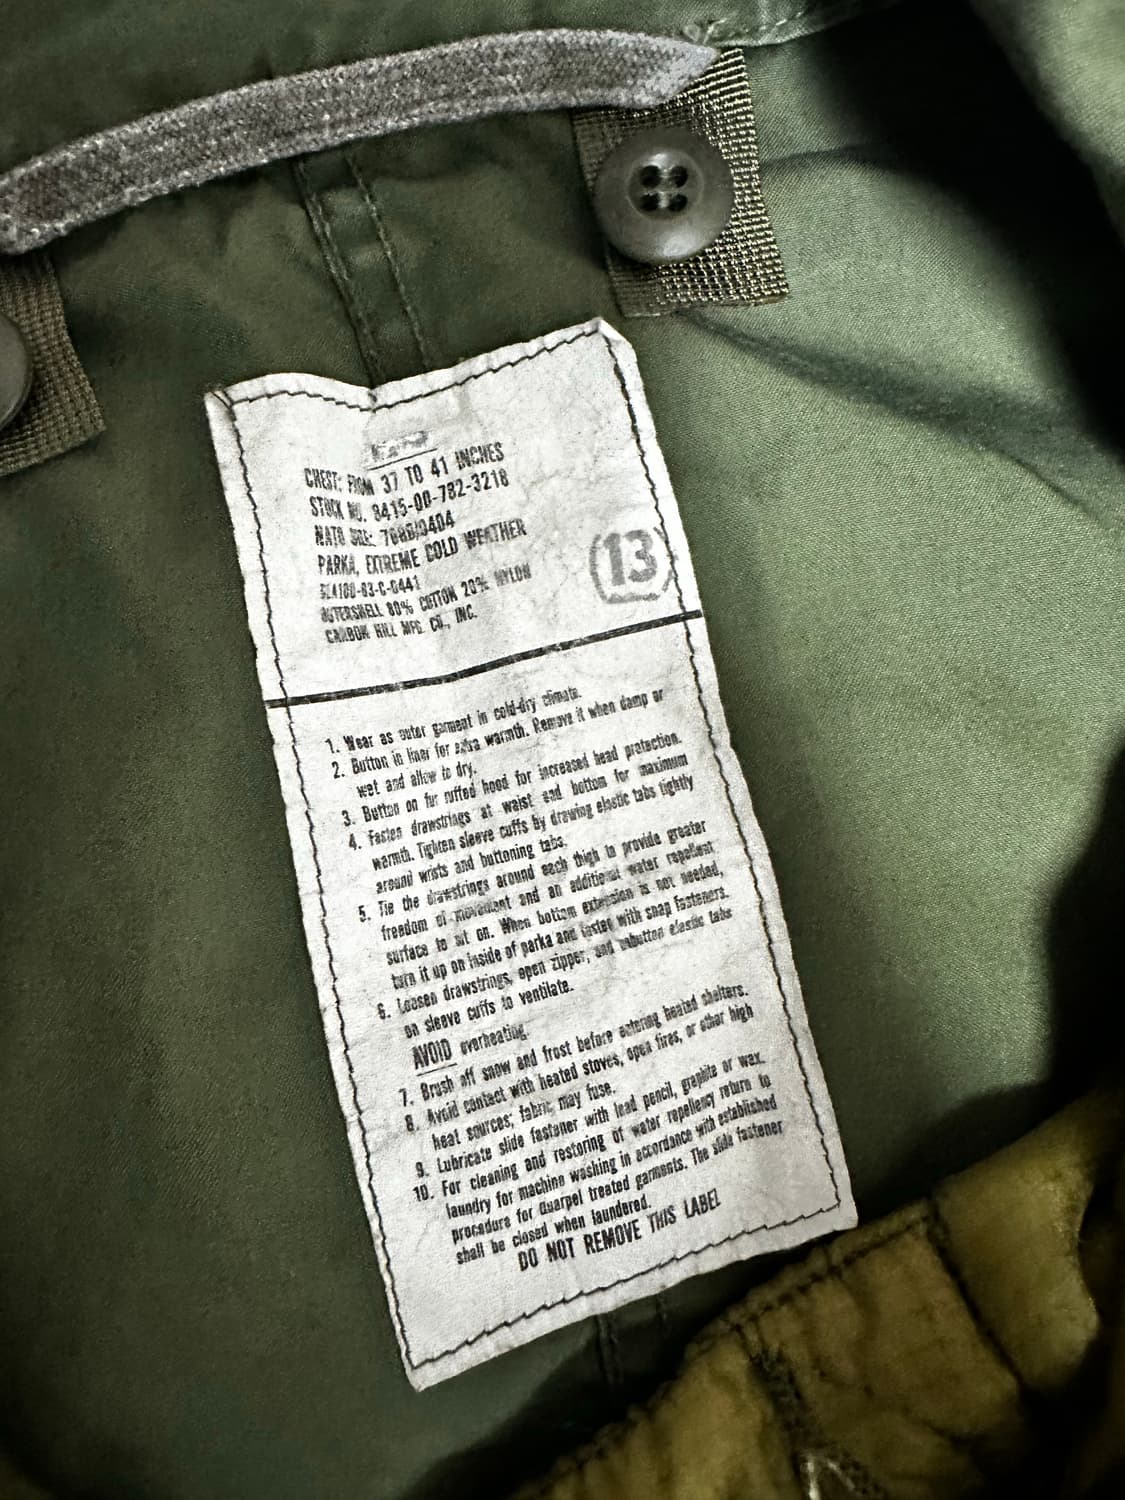 CHEST: FROM 37 TO 41 INCHES
STOCK NO. 8415-00-782-3218
NATO SIZE: 7080/9404
PARKA, EXTREME COLD WEATHER
100-83-C-0441
OUTERSHELL 80% COTTON 20% NYLON
HILL MFG. CO., INC.
13
1. Wear as outer garment in cold-dry climate.
2. Button in liner for extra warmth. Remove it when damp or
wet and allow to dry.
3. Button on fur ruffed hood for increased head protection.
4. Fasten drawstrings at waist and bottom for maximum
warmth. Tighten sleeve cuffs by drawing elastic tabs tightly
around wrists and buttoning tabs.
5. Tie the drawstrings around each thigh to provide greater
freedom of movement and an additional water repellent
surface to sit on. When bottom extension is not needed,
turn it up on inside of parka and fasten with snap fasteners.
6. Loosen drawstrings, open zipper, and unbutton elastic tabs
on sleeve cuffs to ventilate.
AVOID overheating.
7. Brush off snow and frost before entering heated shelters.
8. Avoid contact with heated stoves, open fires, or other high
heat sources; fabric may fuse.
9. Lubricate slide fastener with lead pencil, graphite or wax.
10. For cleaning and restoring of water repellency return to
laundry for machine washing in accordance with established
procedure for Quarpel treated garments. The slide fastener
shall be closed when laundered.
DO NOT REMOVE THIS LABEL